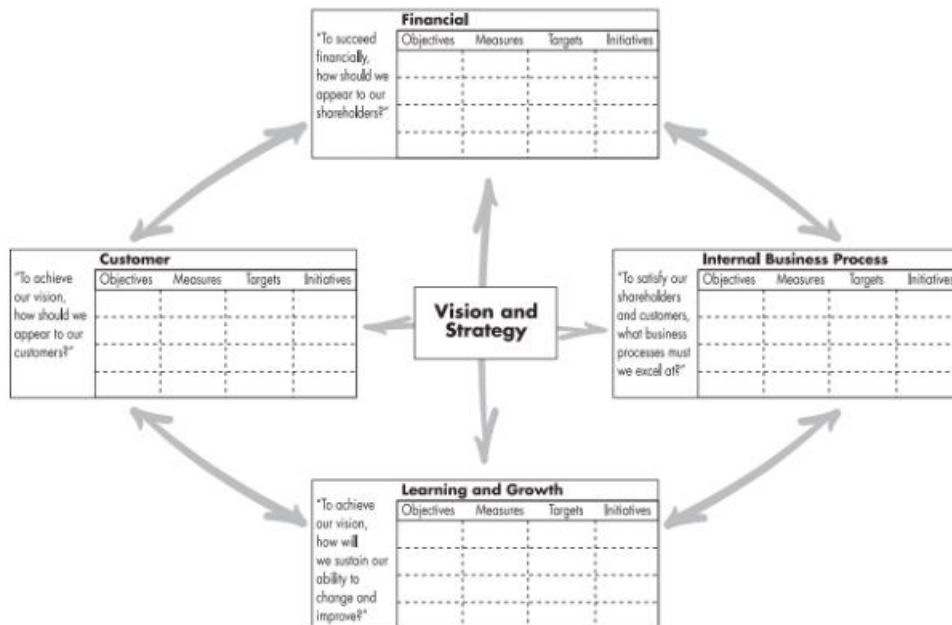 Financial
"To succeed
financially,
how should we
appear to our
shareholders?"
Objectives Measures Targets Initiatives
Customer
"To achieve
our vision,
how should we
appear to our
customers?"
Objectives Measures Targets Initiatives
Vision and
Strategy
Internal Business Process
"To satisfy our
shareholders
and customers,
what business
processes must
we excel at?"
Objectives Measures Targets Initiatives
Learning and Growth
"To achieve
our vision,
how will
we sustain our
ability to
change and
improve?"
Objectives Measures Targets Initiatives